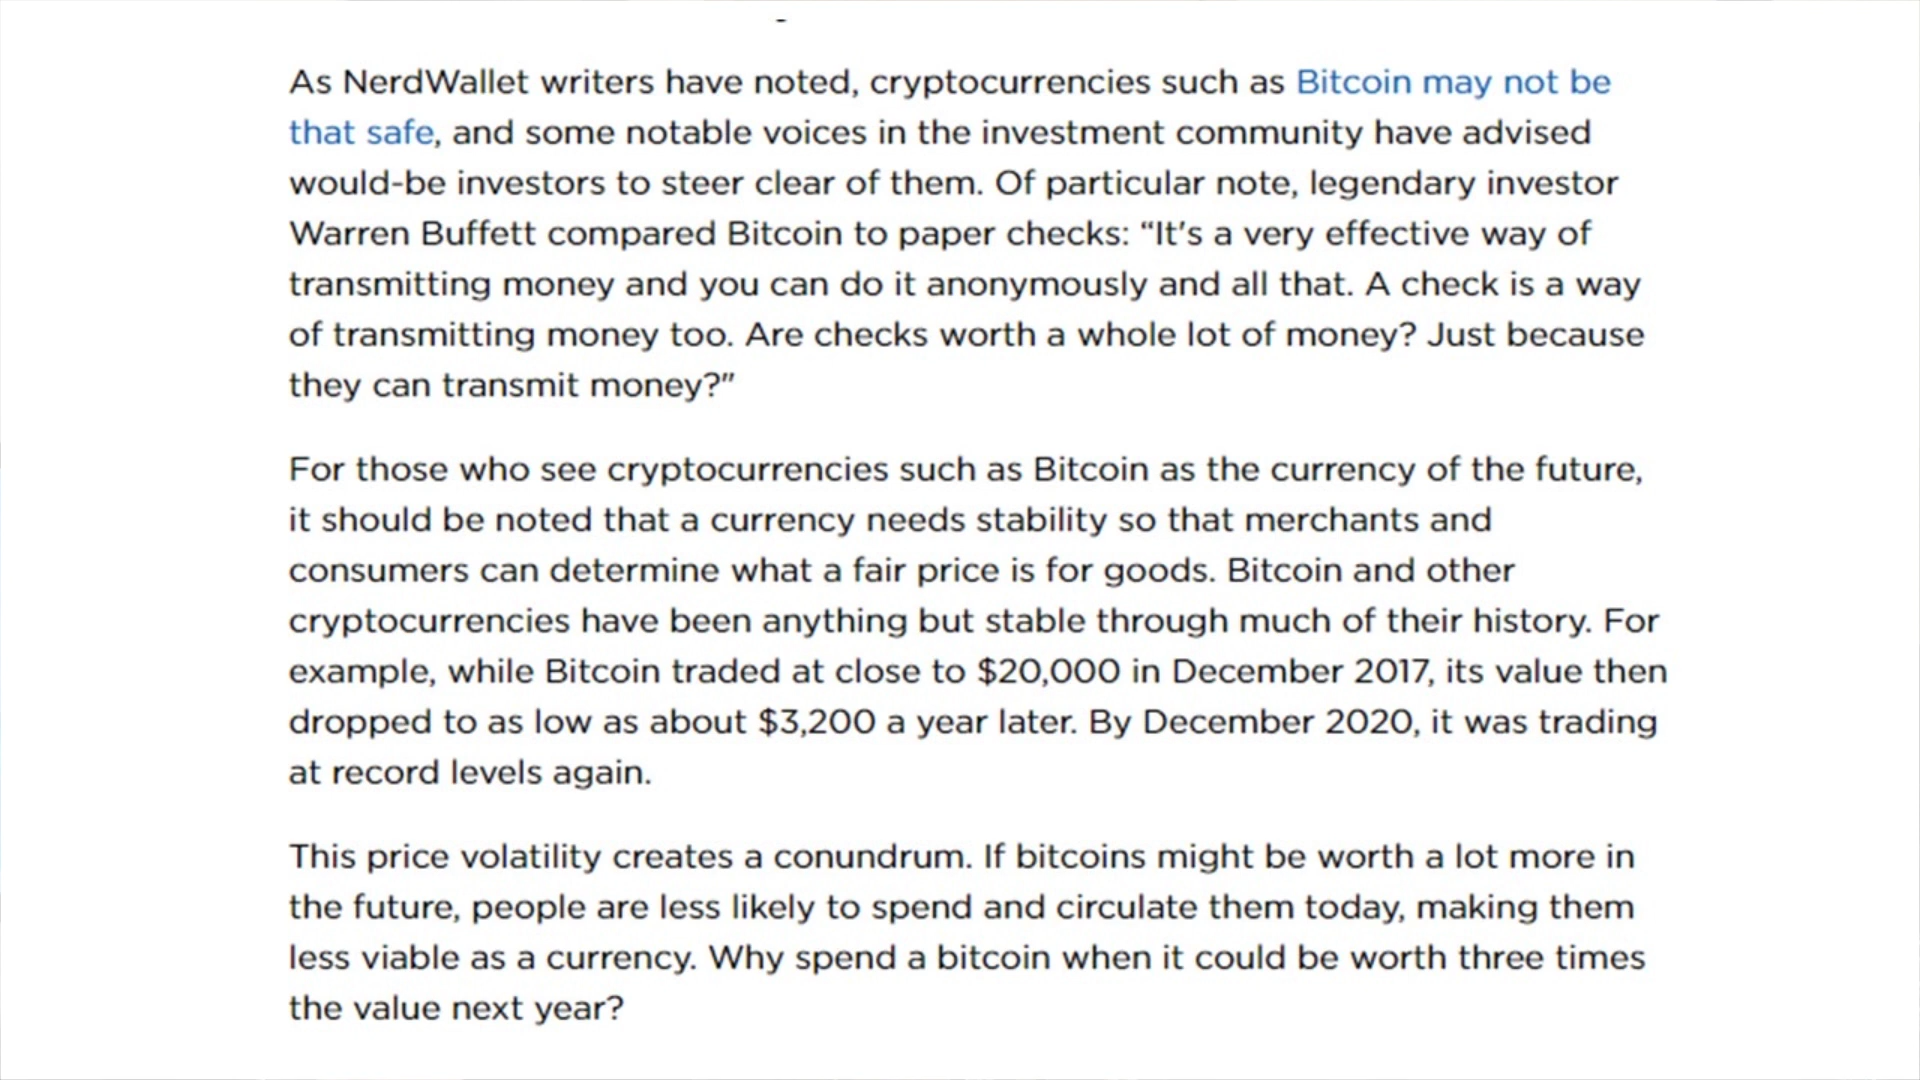 As NerdWallet writers have noted, cryptocurrencies such as Bitcoin may not be
that safe, and some notable voices in the investment community have advised
would-be investors to steer clear of them. Of particular note, legendary investor
Warren Buffett compared Bitcoin to paper checks: “It’s a very effective way of
transmitting money and you can do it anonymously and all that. A check is a way
of transmitting money too. Are checks worth a whole lot of money? Just because
they can transmit money?"
For those who see cryptocurrencies such as Bitcoin as the currency of the future,
it should be noted that a currency needs stability so that merchants and
consumers can determine what a fair price is for goods. Bitcoin and other
cryptocurrencies have been anything but stable through much of their history. For
example, while Bitcoin traded at close to $20,000 in December 2017, its value then
dropped to as low as about $3,200 a year later. By December 2020, it was trading
at record levels again.
This price volatility creates a conundrum. If bitcoins might be worth a lot more in
the future, people are less likely to spend and circulate them today, making them
less viable as a currency. Why spend a bitcoin when it could be worth three times
the value next year?